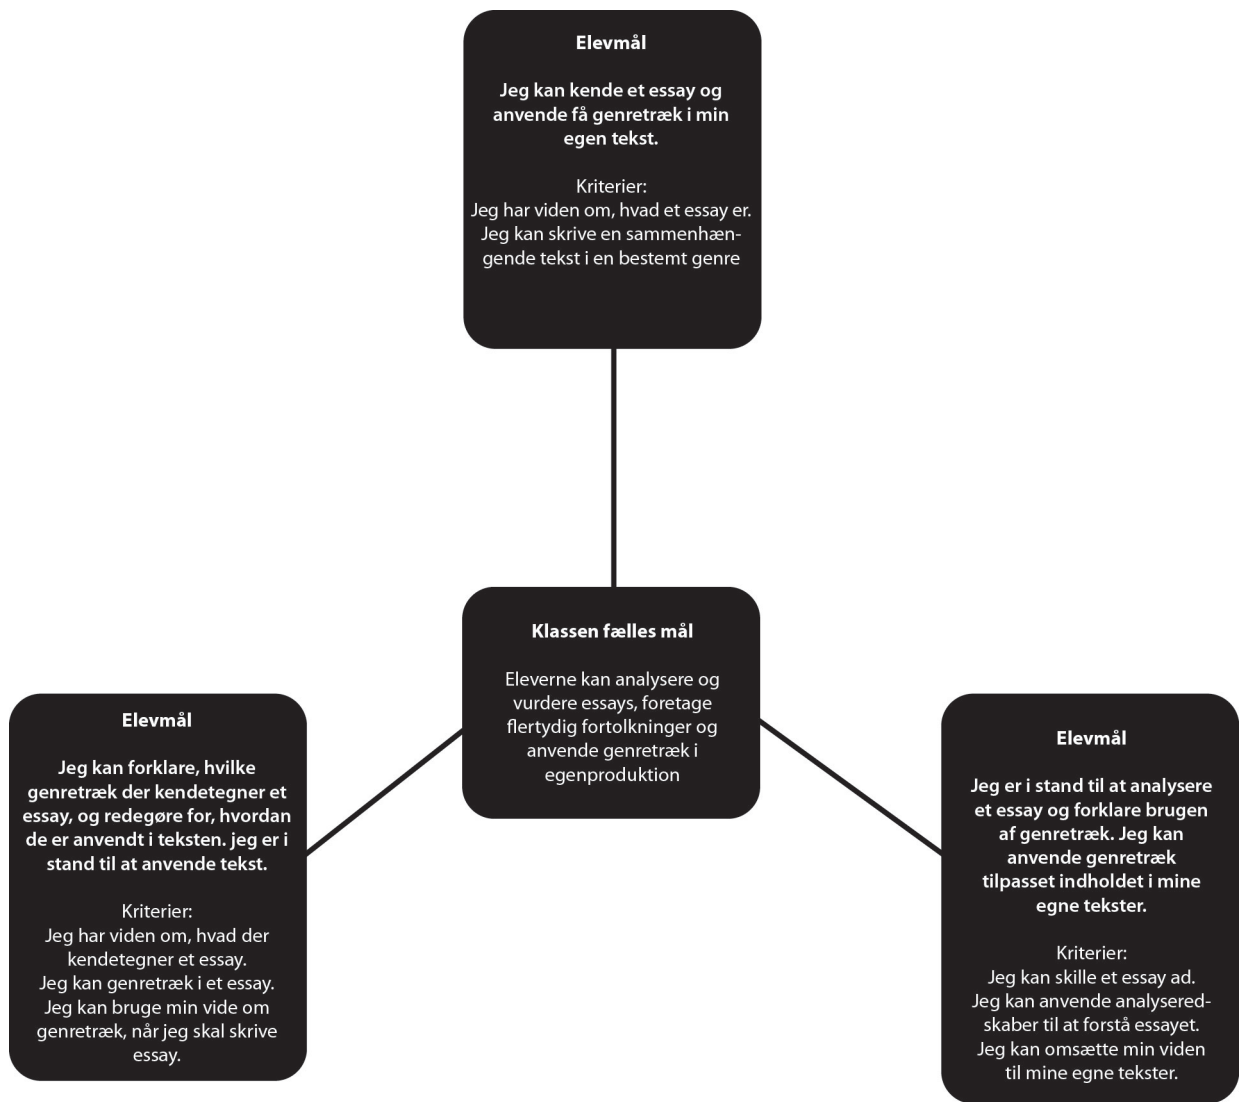 Elevmål
Jeg kan kende et essay og
anvende få genretræk i min
egen tekst.
Kriterier:
Jeg har viden om, hvad et essay er.
Jeg kan skrive en sammenhæn-
gende tekst i en bestemt genre
Klassen fælles mål
Eleverne kan analysere og
vurdere essays, foretage
flertydig fortolkninger og
anvende genretræk i
egenproduktion
Elevmål
Jeg kan forklare, hvilke
genretræk der kendetegner et
essay, og redegøre for, hvordan
de er anvendt i teksten. jeg er i
stand til at anvende tekst.
Kriterier:
Jeg har viden om, hvad der
kendetegner et essay.
Jeg kan genretræk i et essay.
Jeg kan bruge min vide om
genretræk, når jeg skal skrive
essay.
Elevmål
Jeg er i stand til at analysere
et essay og forklare brugen
af genretræk. Jeg kan
anvende genretræk
tilpasset indholdet i mine
egne tekster.
Kriterier:
Jeg kan skille et essay ad.
Jeg kan anvende analysered-
skaber til at forstå essayet.
Jeg kan omsætte min viden
til mine egne tekster.